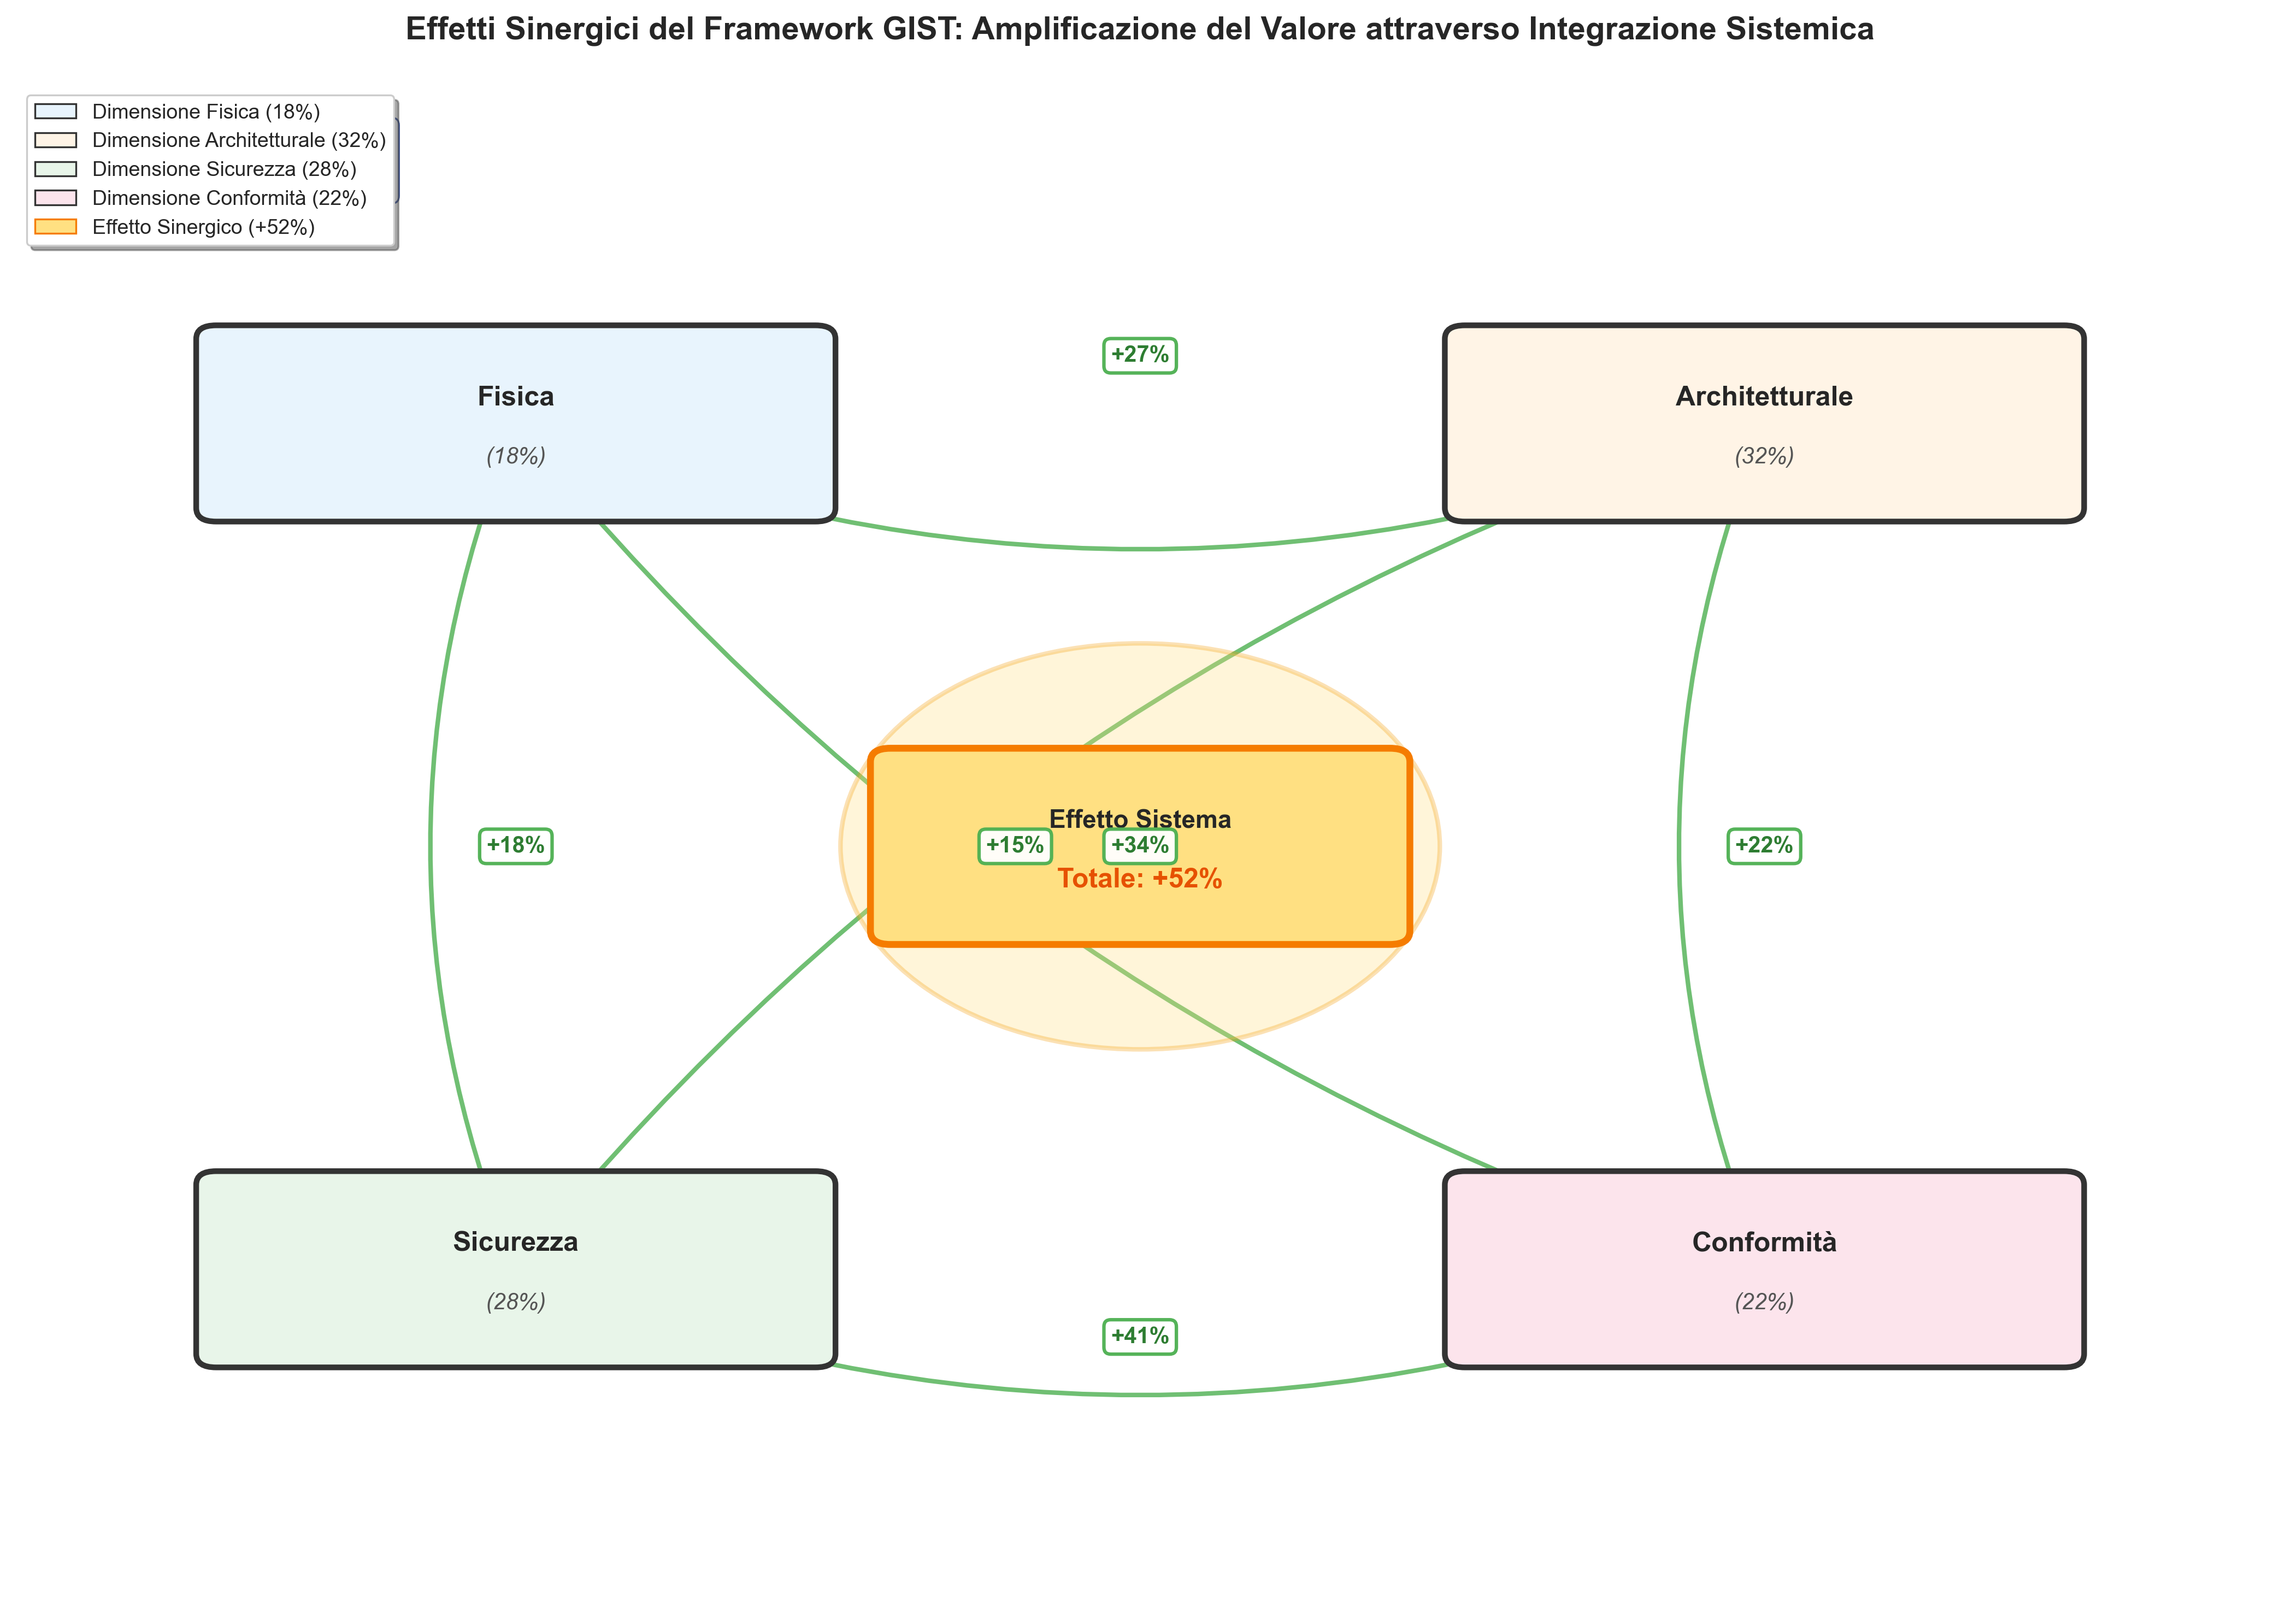 Effetti Sinergici del Framework GIST: Amplificazione del Valore attraverso Integrazione Sistemica
Dimensione Fisica (18%)
Dimensione Architetturale (32%)
Dimensione Sicurezza (28%)
Dimensione Conformità (22%)
Effetto Sinergico (+52%)
Fisica
(18%)
+27%
Architetturale
(32%)
Effetto Sistema
+18%
+15%
+34%
+22%
Totale: +52%
Sicurezza
(28%)
Conformità
(22%)
+41%